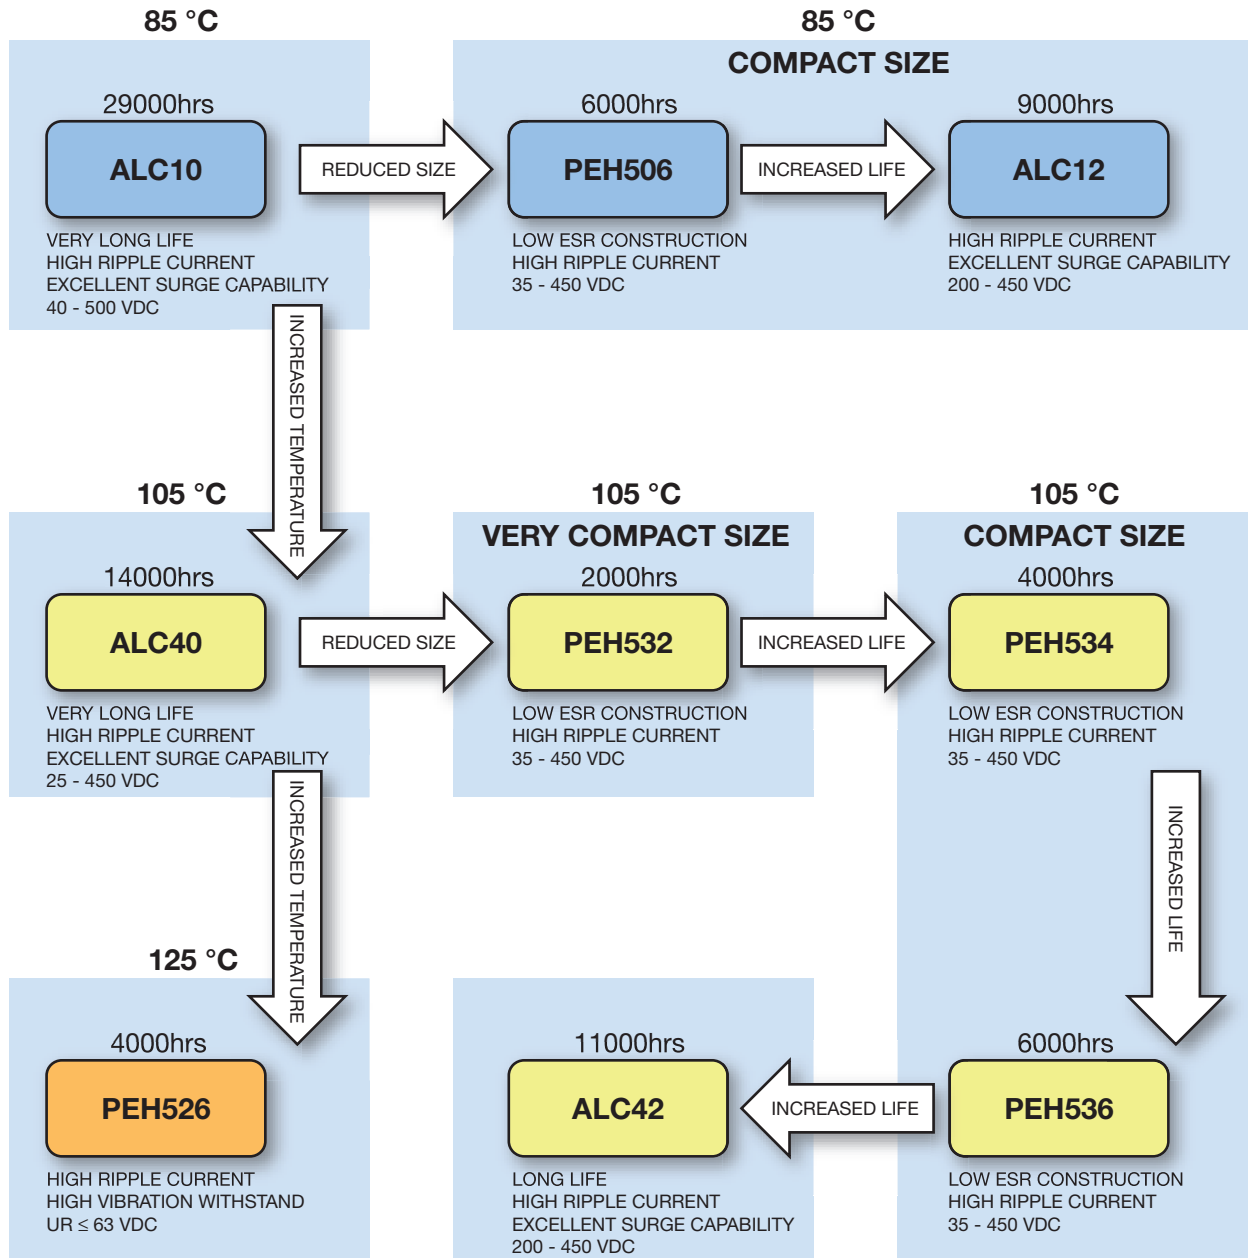 85 °C
85 °C
COMPACT SIZE
29000hrs
ALC10
VERY LONG LIFE
HIGH RIPPLE CURRENT
EXCELLENT SURGE CAPABILITY
40 - 500 VDC
REDUCED SIZE
6000hrs
PEH506
LOW ESR CONSTRUCTION
HIGH RIPPLE CURRENT
35 - 450 VDC
INCREASED LIFE
9000hrs
ALC12
HIGH RIPPLE CURRENT
EXCELLENT SURGE CAPABILITY
200 - 450 VDC
INCREASED TEMPERATURE
105 °C
14000hrs
ALC40
VERY LONG LIFE
HIGH RIPPLE CURRENT
EXCELLENT SURGE CAPABILITY
25 - 450 VDC
REDUCED SIZE
105 °C
VERY COMPACT SIZE
2000hrs
PEH532
LOW ESR CONSTRUCTION
HIGH RIPPLE CURRENT
35 - 450 VDC
INCREASED LIFE
105 °C
COMPACT SIZE
4000hrs
PEH534
LOW ESR CONSTRUCTION
HIGH RIPPLE CURRENT
35 - 450 VDC
INCREASED TEMPERATURE
INCREASED LIFE
125 °C
4000hrs
PEH526
HIGH RIPPLE CURRENT
HIGH VIBRATION WITHSTAND
UR ≤ 63 VDC
11000hrs
ALC42
LONG LIFE
HIGH RIPPLE CURRENT
EXCELLENT SURGE CAPABILITY
200 - 450 VDC
INCREASED LIFE
6000hrs
PEH536
LOW ESR CONSTRUCTION
HIGH RIPPLE CURRENT
35 - 450 VDC